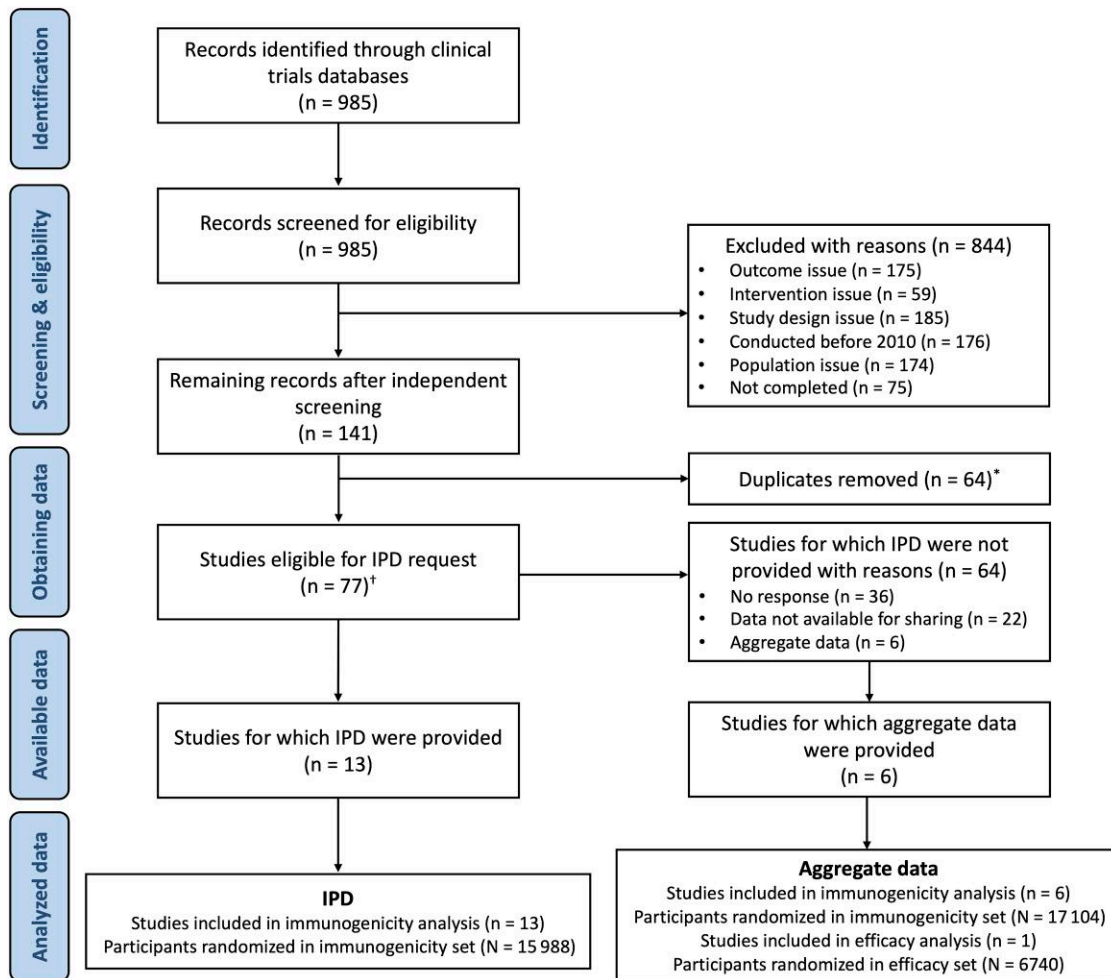 Identification
Records identified through clinical
trials databases
(n = 985)
Screening & eligibility
Records screened for eligibility
(n = 985)
Excluded with reasons (n = 844)
• Outcome issue (n = 175)
• Intervention issue (n = 59)
• Study design issue (n = 185)
• Conducted before 2010 (n = 176)
• Population issue (n = 174)
• Not completed (n = 75)
Remaining records after independent
screening
(n = 141)
Obtaining data
Duplicates removed (n = 64)*
Studies eligible for IPD request
(n = 77)†
Studies for which IPD were not
provided with reasons (n = 64)
• No response (n = 36)
• Data not available for sharing (n = 22)
• Aggregate data (n = 6)
Available data
Studies for which IPD were provided
(n = 13)
Studies for which aggregate data
were provided
(n = 6)
Analyzed data
IPD
Studies included in immunogenicity analysis (n = 13)
Participants randomized in immunogenicity set (N = 15 988)
Aggregate data
Studies included in immunogenicity analysis (n = 6)
Participants randomized in immunogenicity set (N = 17 104)
Studies included in efficacy analysis (n = 1)
Participants randomized in efficacy set (N = 6740)